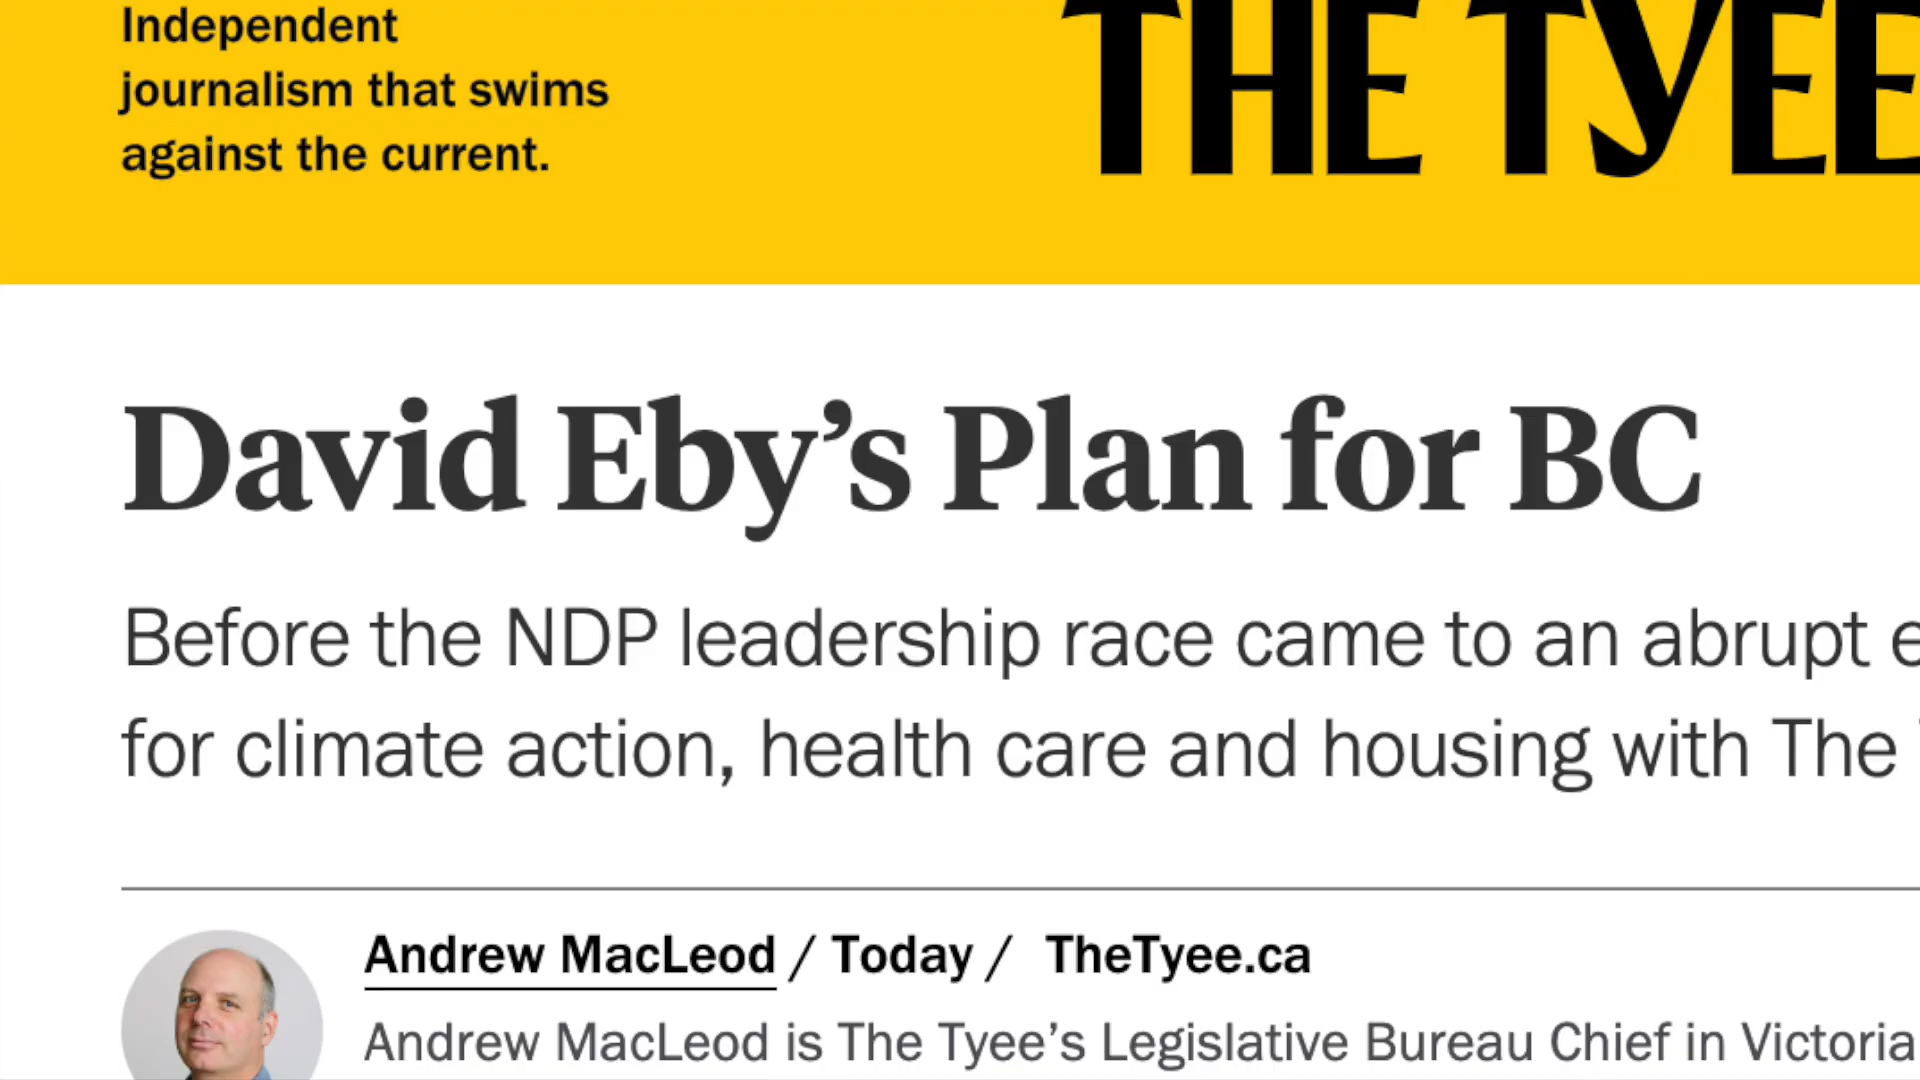 Independent
journalism that swims
against the current.
THE TYEE
David Eby’s Plan for BC
Before the NDP leadership race came to an abrupt
for climate action, health care and housing with The
Andrew MacLeod / Today / TheTyee.ca
Andrew MacLeod is The Tyee’s Legislative Bureau Chief in Victoria